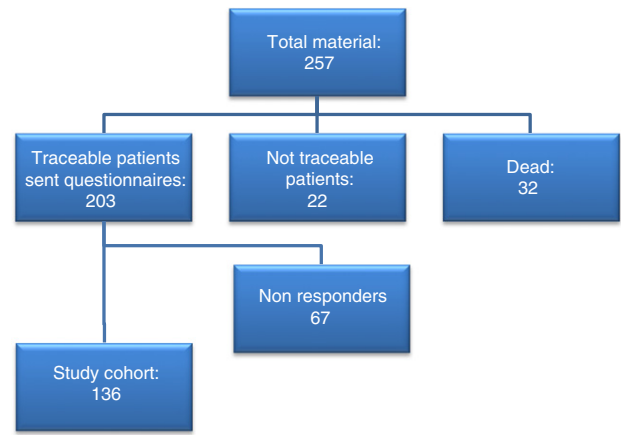 Total material:
257
Traceable patients
sent questionnaires:
203
Not traceable
patients:
22
Dead:
32
Non responders
67
Study cohort:
136